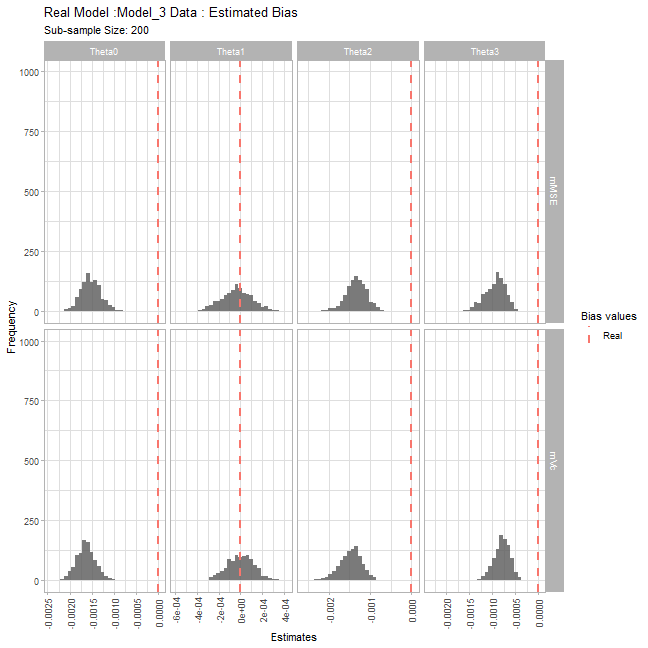 Real Model :Model_3 Data : Estimated Bias
Sub-sample Size: 200
Theta0 Theta1 Theta2 Theta3
1000
750
500
250
0
mMSE
1000
750
500
250
0
mVc
Frequency
-0.0025 -0.0020 -0.0015 -0.0010 -0.0005 0.0000
-6e-04 -4e-04 -2e-04 0e+00 2e-04 4e-04
-0.002 -0.001 0.000
-0.0020 -0.0015 -0.0010 -0.0005 0.0000
Estimates
Bias values
Real